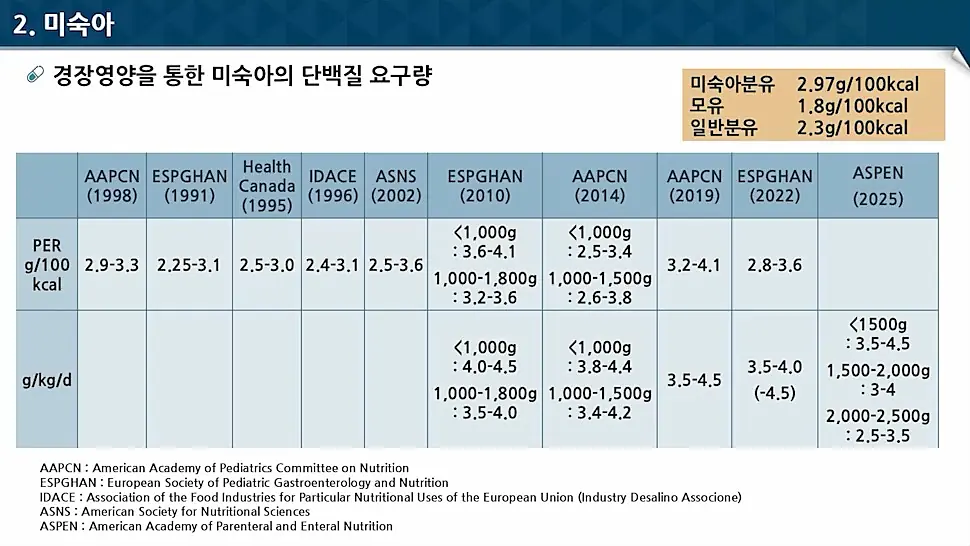 2. 미숙아
경장영양을 통한 미숙아의 단백질 요구량
미숙아분유 2.97g/100kcal
모유 1.8g/100kcal
일반분유 2.3g/100kcal
AAPCN (1998)
ESPGHAN (1991)
Health Canada (1995)
IDACE (1996)
ASNS (2002)
ESPGHAN (2010)
AAPCN (2014)
AAPCN (2019)
ESPGHAN (2022)
ASPEN (2025)
PER g/100 kcal
2.9-3.3
2.25-3.1
2.5-3.0
2.4-3.1
2.5-3.6
<1,000g
: 3.6-4.1
1,000-1,800g
: 3.2-3.6
<1,000g
: 2.5-3.4
1,000-1,500g
: 2.6-3.8
3.2-4.1
2.8-3.6
g/kg/d
<1,000g
: 4.0-4.5
1,000-1,800g
: 3.5-4.0
<1,000g
: 3.8-4.4
1,000-1,500g
: 3.4-4.2
3.5-4.5
3.5-4.0
(-4.5)
<1500g
: 3.5-4.5
1,500-2,000g
: 3-4
2,000-2,500g
: 2.5-3.5
AAPCN : American Academy of Pediatrics Committee on Nutrition
ESPGHAN : European Society of Pediatric Gastroenterology and Nutrition
IDACE : Association of the Food Industries for Particular Nutritional Uses of the European Union (Industry Desalino Associone)
ASNS : American Society for Nutritional Sciences
ASPEN : American Academy of Parenteral and Enteral Nutrition